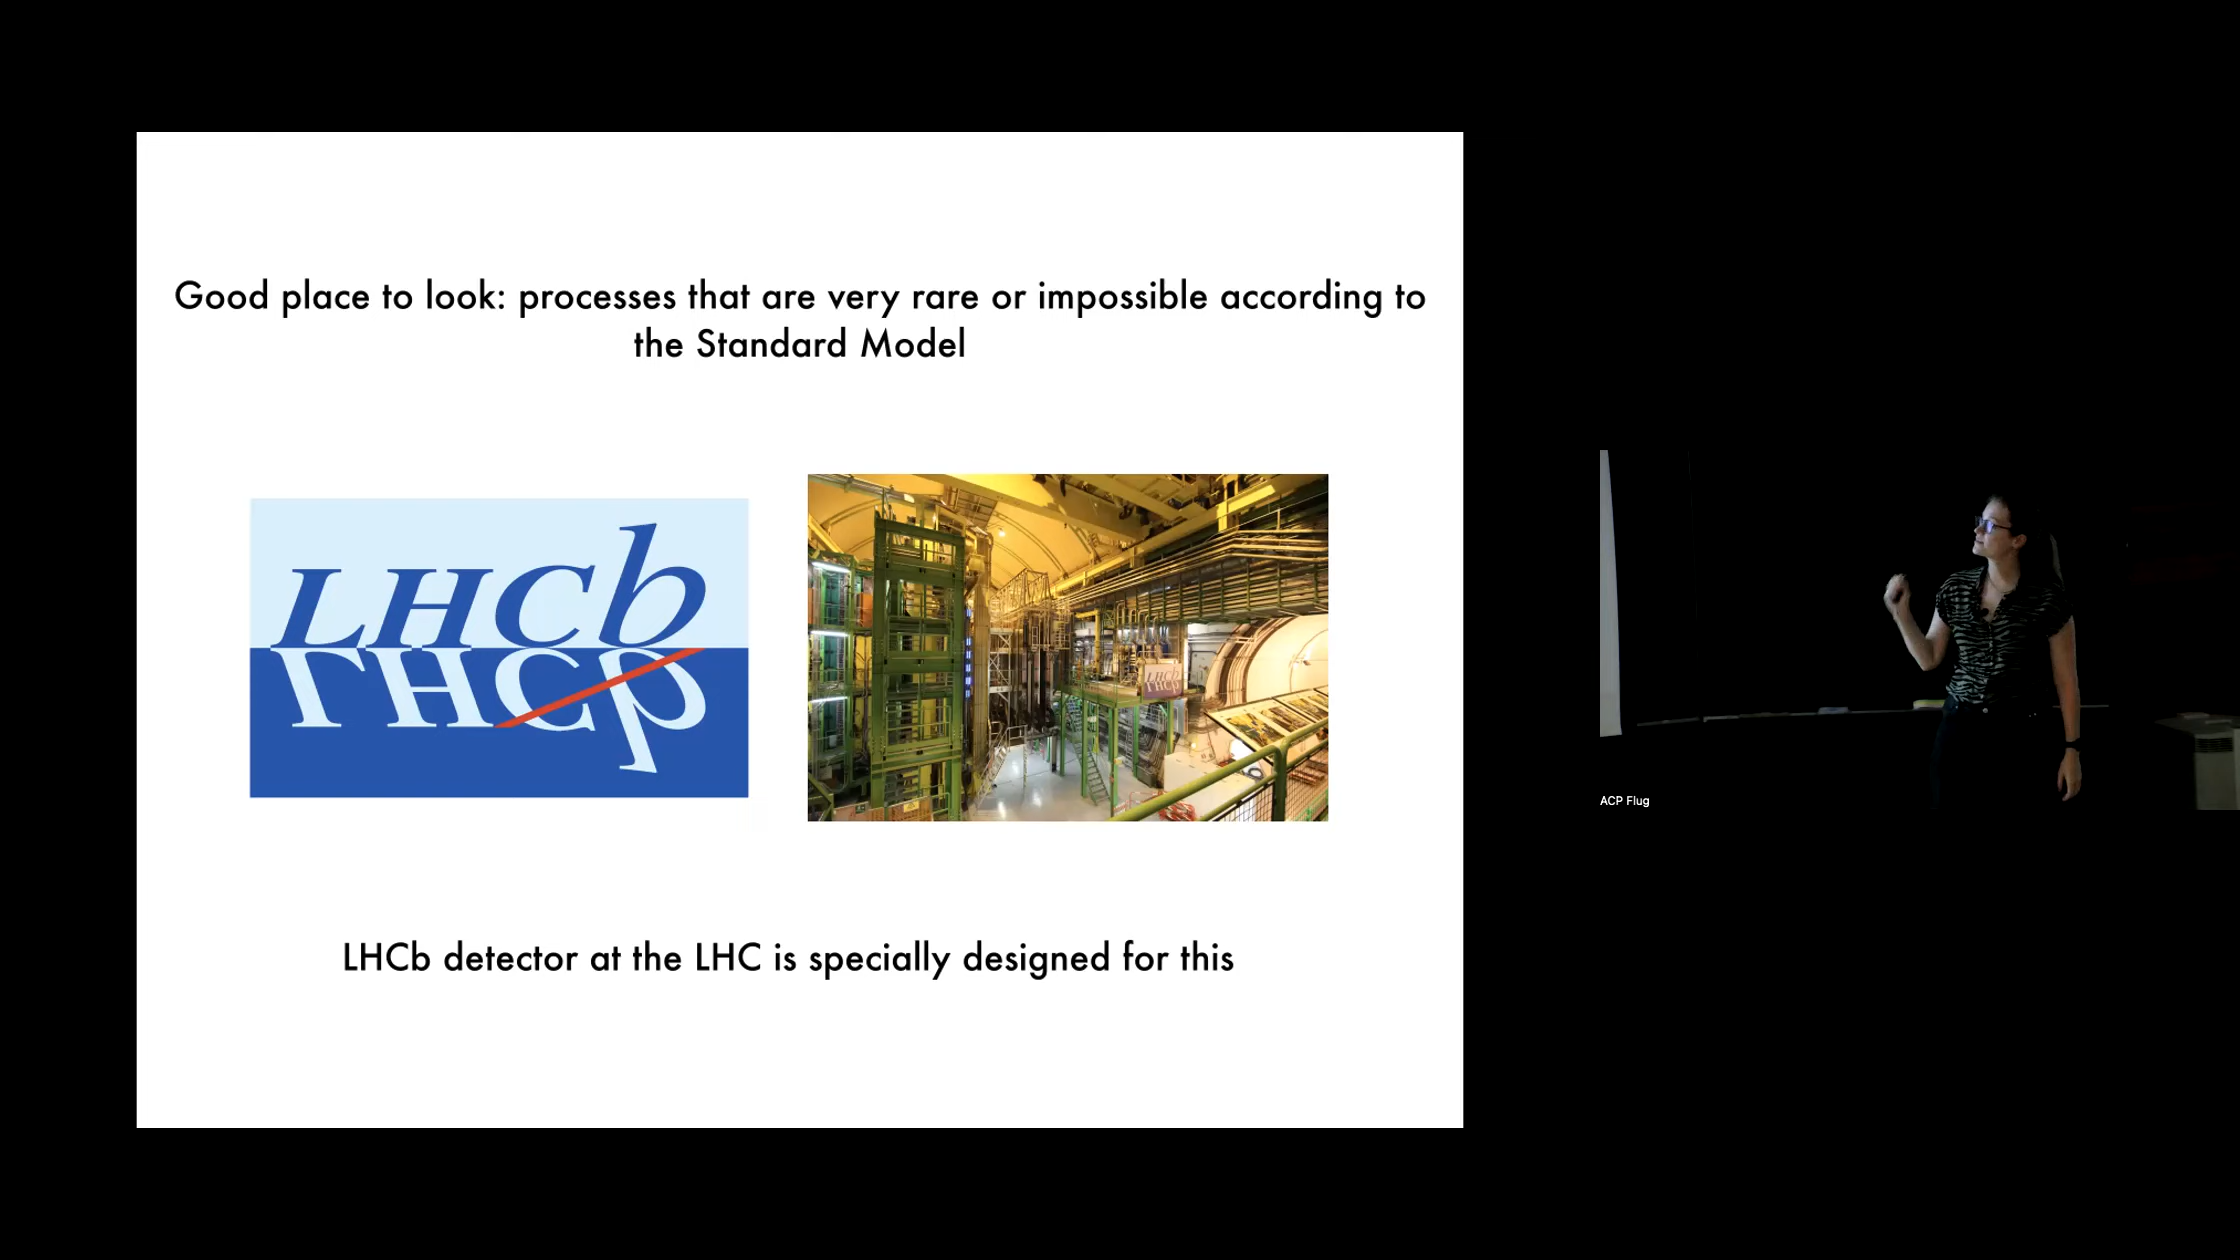 Good place to look: processes that are very rare or impossible according to
the Standard Model
LHCb
LHCb
LHCb
LHCb detector at the LHC is specially designed for this
ACP Flug